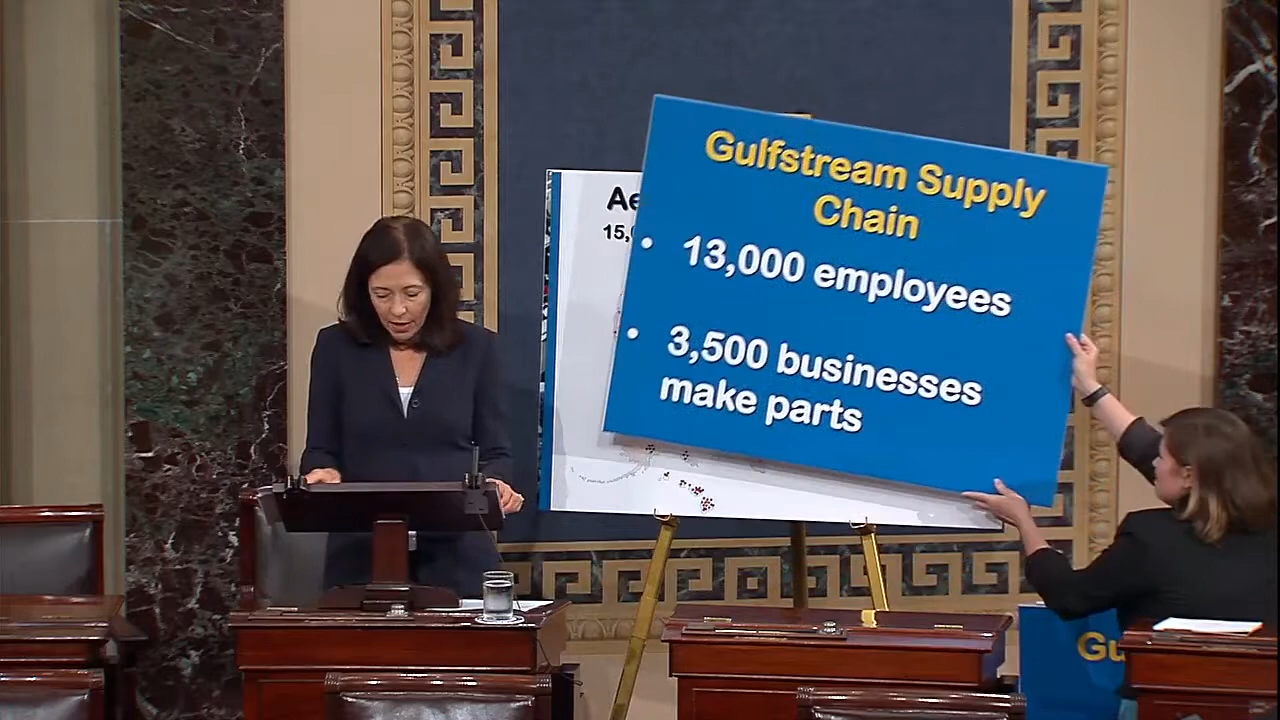 Gulfstream Supply
Chain
• 13,000 employees
• 3,500 businesses
make parts